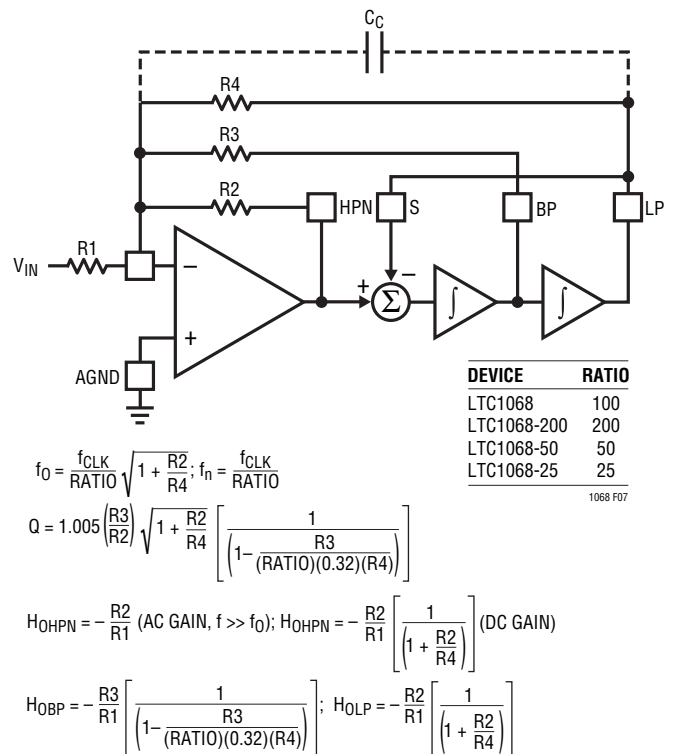 C_C
R4
R3
R2
HPN
S
BP
LP
R1
V_IN
−
+
+
−
Σ
∫
∫
AGND
DEVICE RATIO
LTC1068 100
LTC1068-200 200
LTC1068-50 50
LTC1068-25 25
1068 F07
f_O = f_CLK/RATIO √(1 + R2/R4); f_n = f_CLK/RATIO
Q = 1.005 (R3/R2) √(1 + R2/R4) [1/(1− R3/((RATIO)(0.32)(R4)))]
H_OHPN = − R2/R1 (AC GAIN, f >> f_O); H_OHPN = − R2/R1 [1/(1 + R2/R4)] (DC GAIN)
H_OBP = − R3/R1 [1/(1− R3/((RATIO)(0.32)(R4)))]; H_OLP = − R2/R1 [1/(1 + R2/R4)]